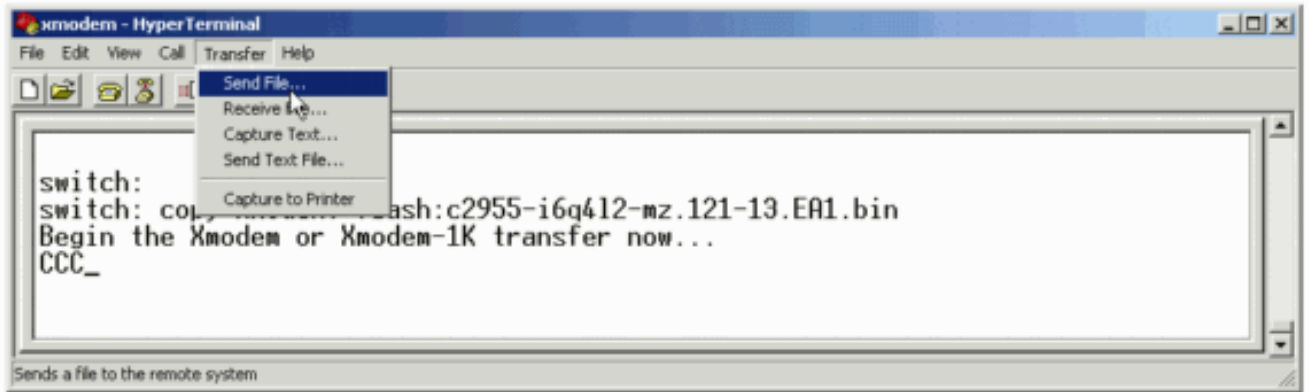 xmodem - HyperTerminal
File Edit View Call Transfer Help
Send File...
Receive
Capture Text...
Send Text File...
Capture to Printer
switch:
switch: ash:c2955-i6q4l2-mz.121-13.EA1.bin
Begin the Xmodem or Xmodem-1K transfer now...
CCC_
Sends a file to the remote system